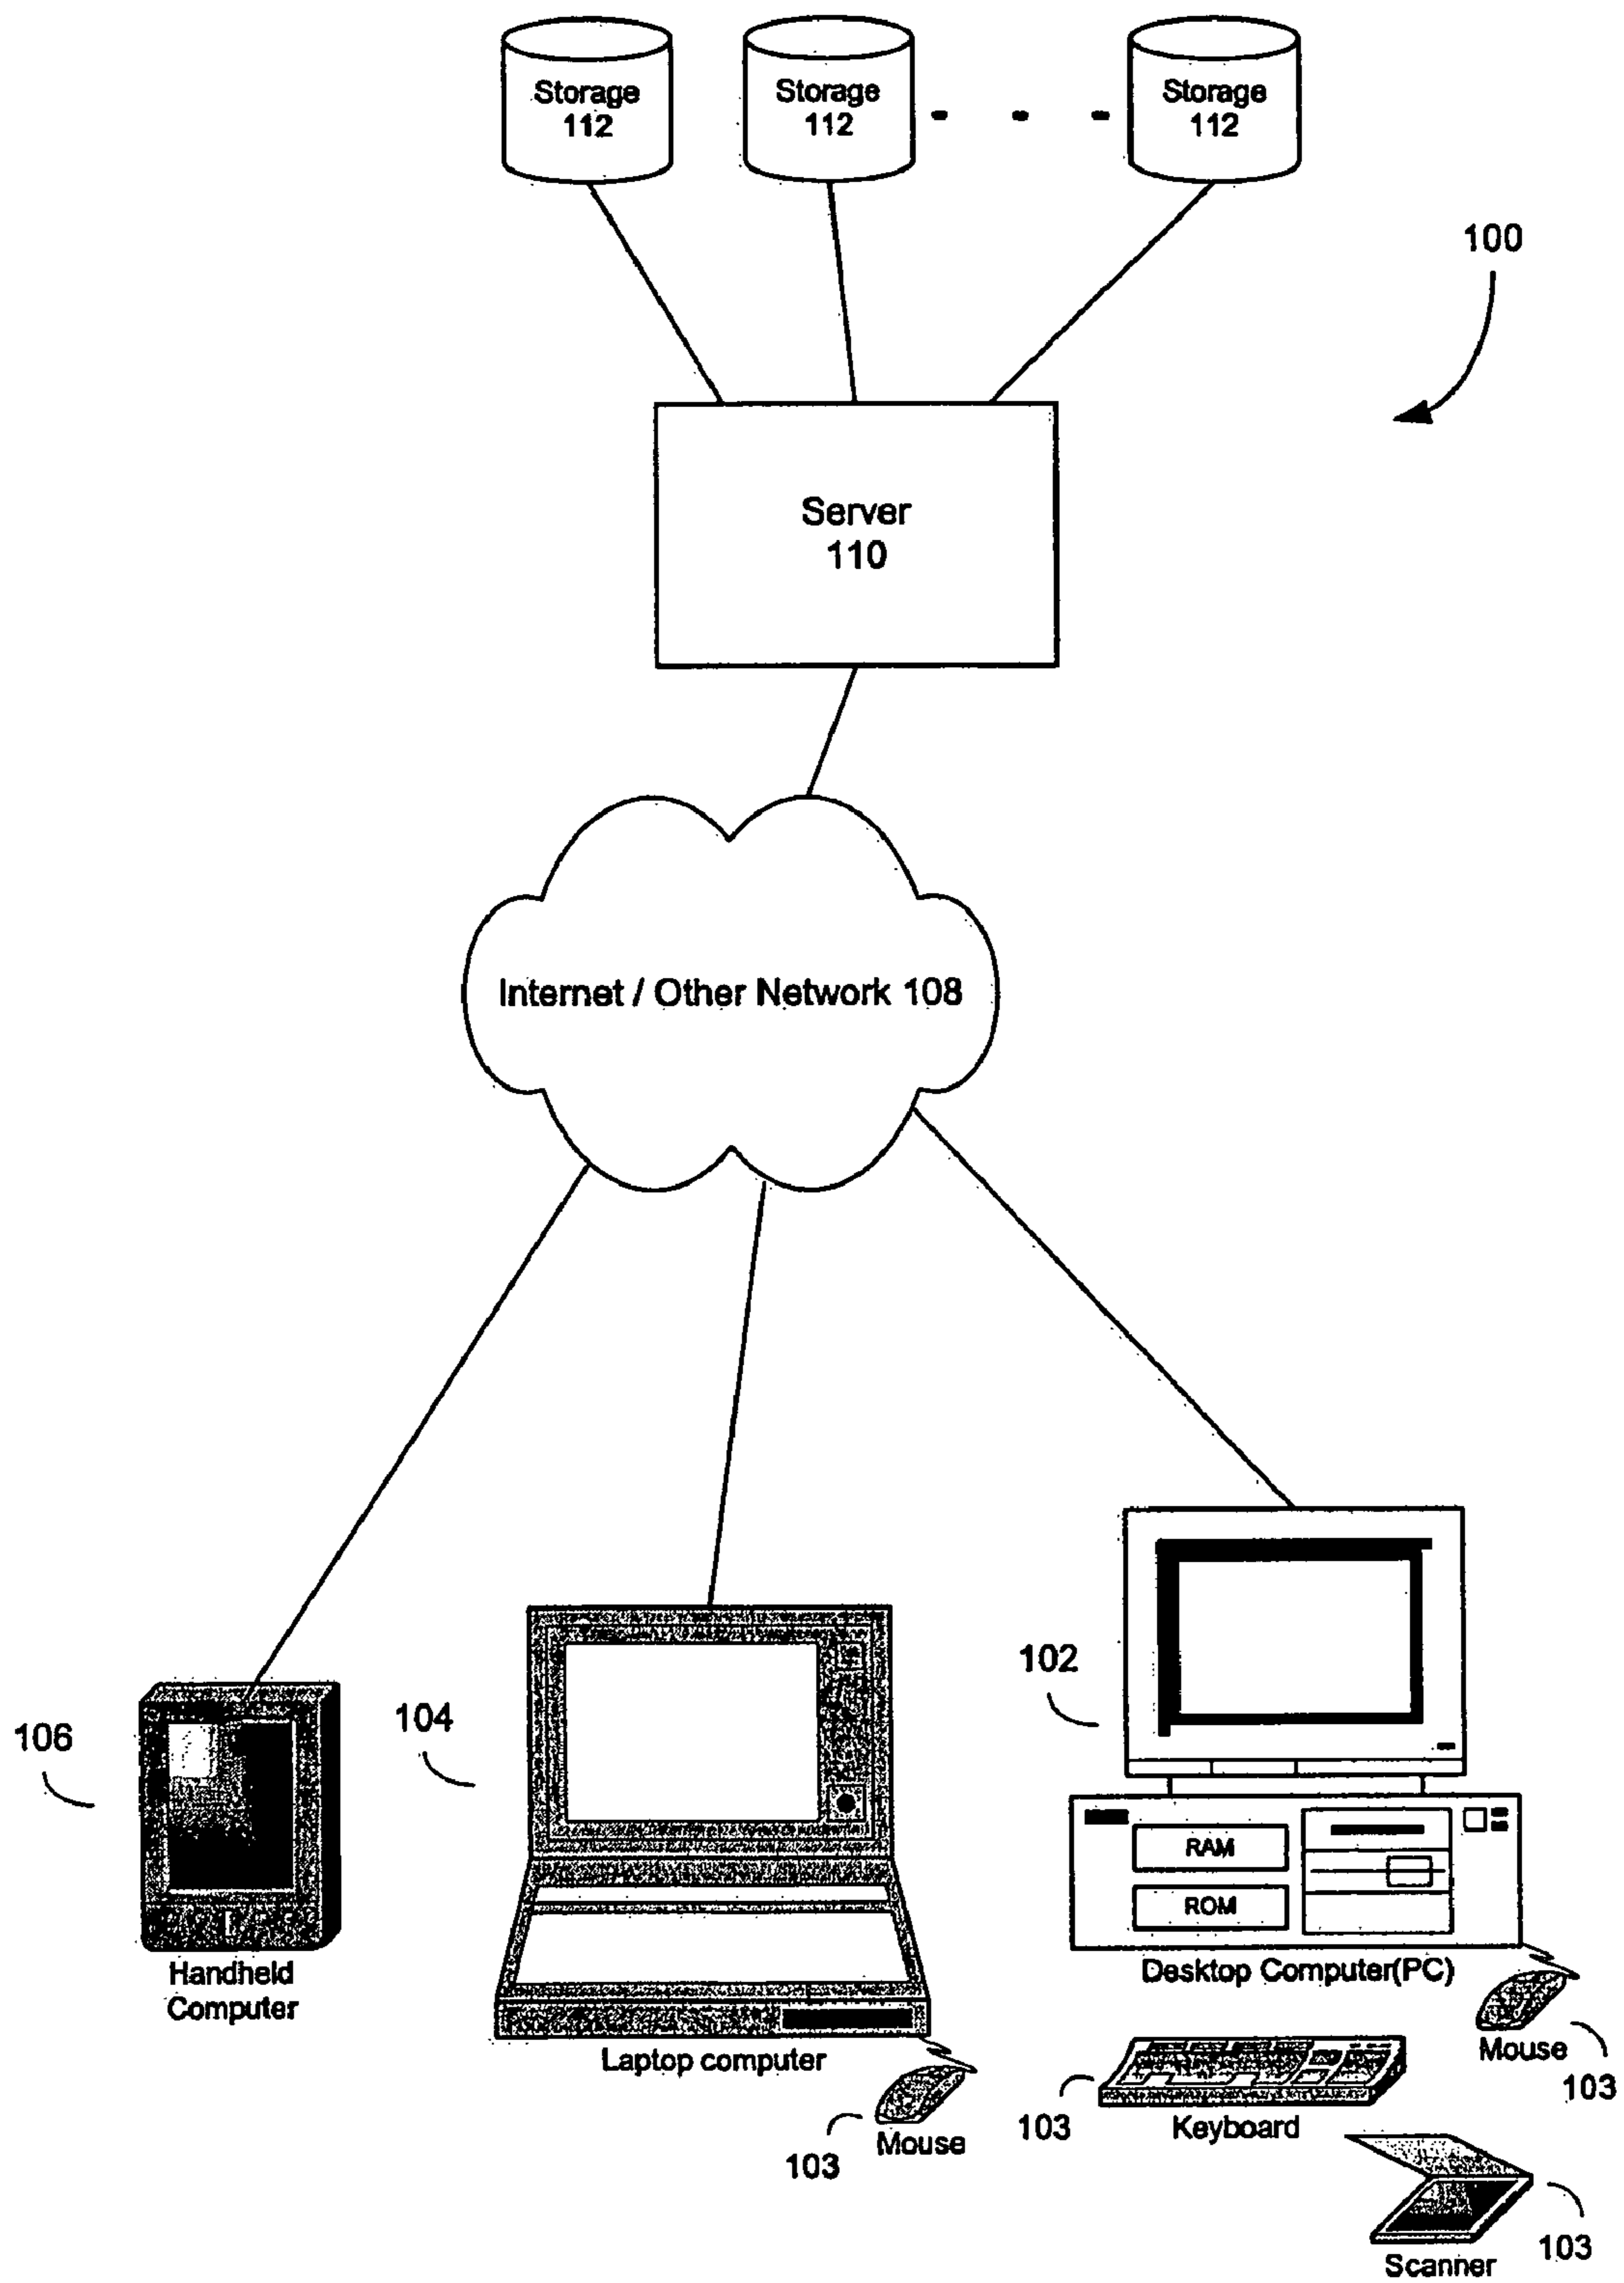 Storage
112
Storage
112
Storage
112
100
Server
110
Internet / Other Network 108
102
104
106
RAM
ROM
Handheld
Computer
Desktop Computer(PC)
Laptop computer
Mouse
103
Mouse
103
103
Keyboard
103
Scanner